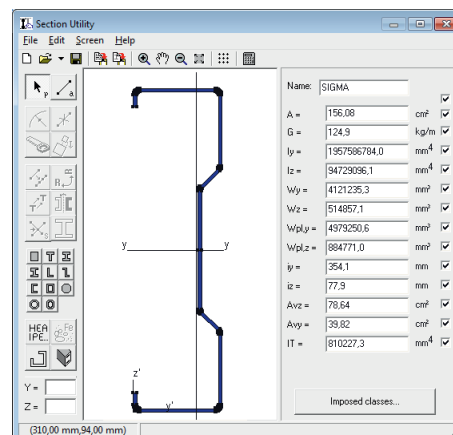 Section Utility
File Edit Screen Help
P
a
Name: SIGMA
A = 156,08 cm²
G = 124,9 kg/m
Iy = 1957586784,0 mm4
Iz = 94729096,1 mm4
Wy = 4121235,3 mm³
Wz = 514857,1 mm³
Wpl,y = 4979250,6 mm³
Wpl,z = 884771,0 mm³
iy = 354,1 mm
iz = 77,9 mm
Avz = 78,64 cm²
Avy = 39,82 cm²
IT = 810227,3 mm4
y y
z'
y'
HEA
IPE..
Fe
Y =
Z =
Imposed classes...
(310,00 mm,94,00 mm)